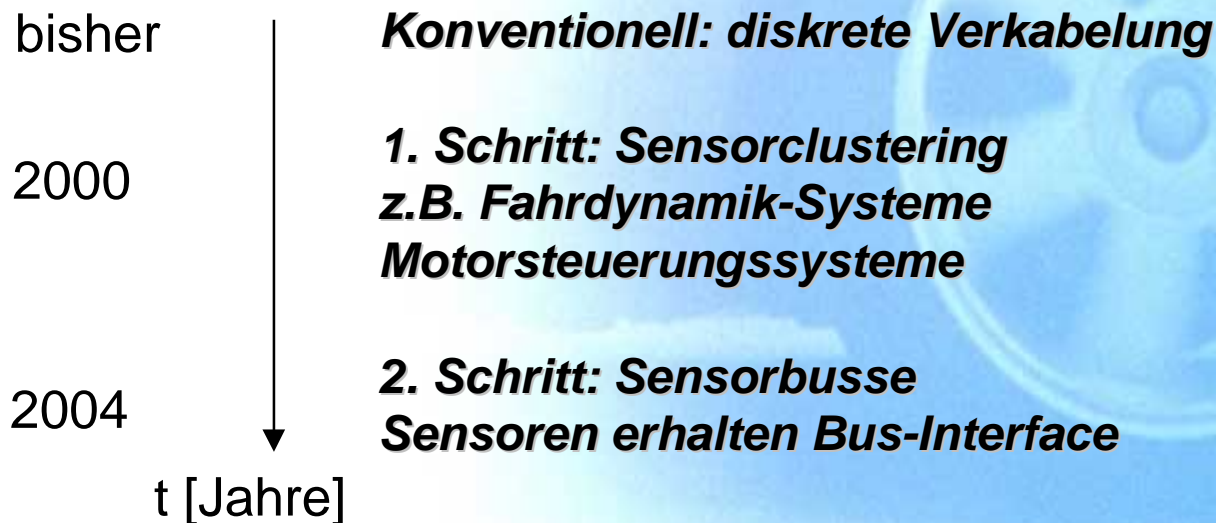 bisher
Konventionell: diskrete Verkabelung
2000
1. Schritt: Sensorclustering
z.B. Fahrdynamik-Systeme
Motorsteuerungssysteme
2004
2. Schritt: Sensorbusse
Sensoren erhalten Bus-Interface
t [Jahre]